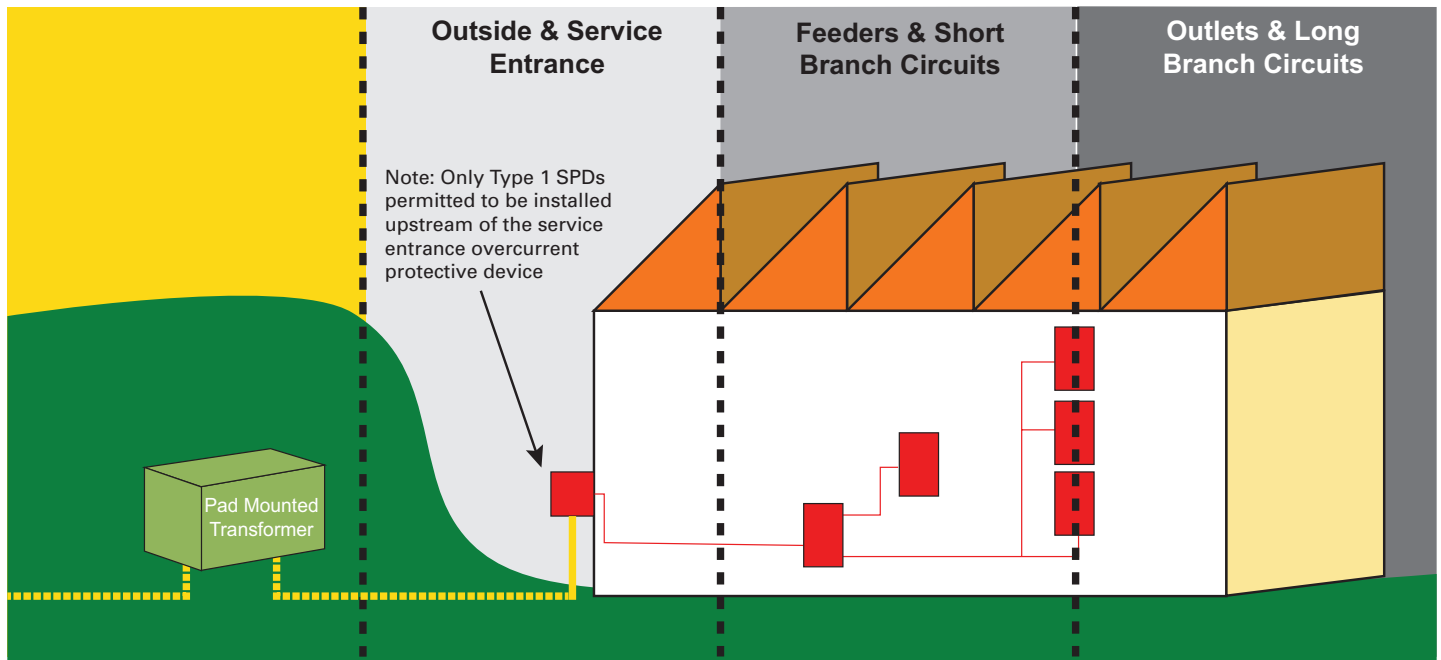 Outside & Service
Entrance
Feeders & Short
Branch Circuits
Outlets & Long
Branch Circuits
Note: Only Type 1 SPDs
permitted to be installed
upstream of the service
entrance overcurrent
protective device
Pad Mounted
Transformer